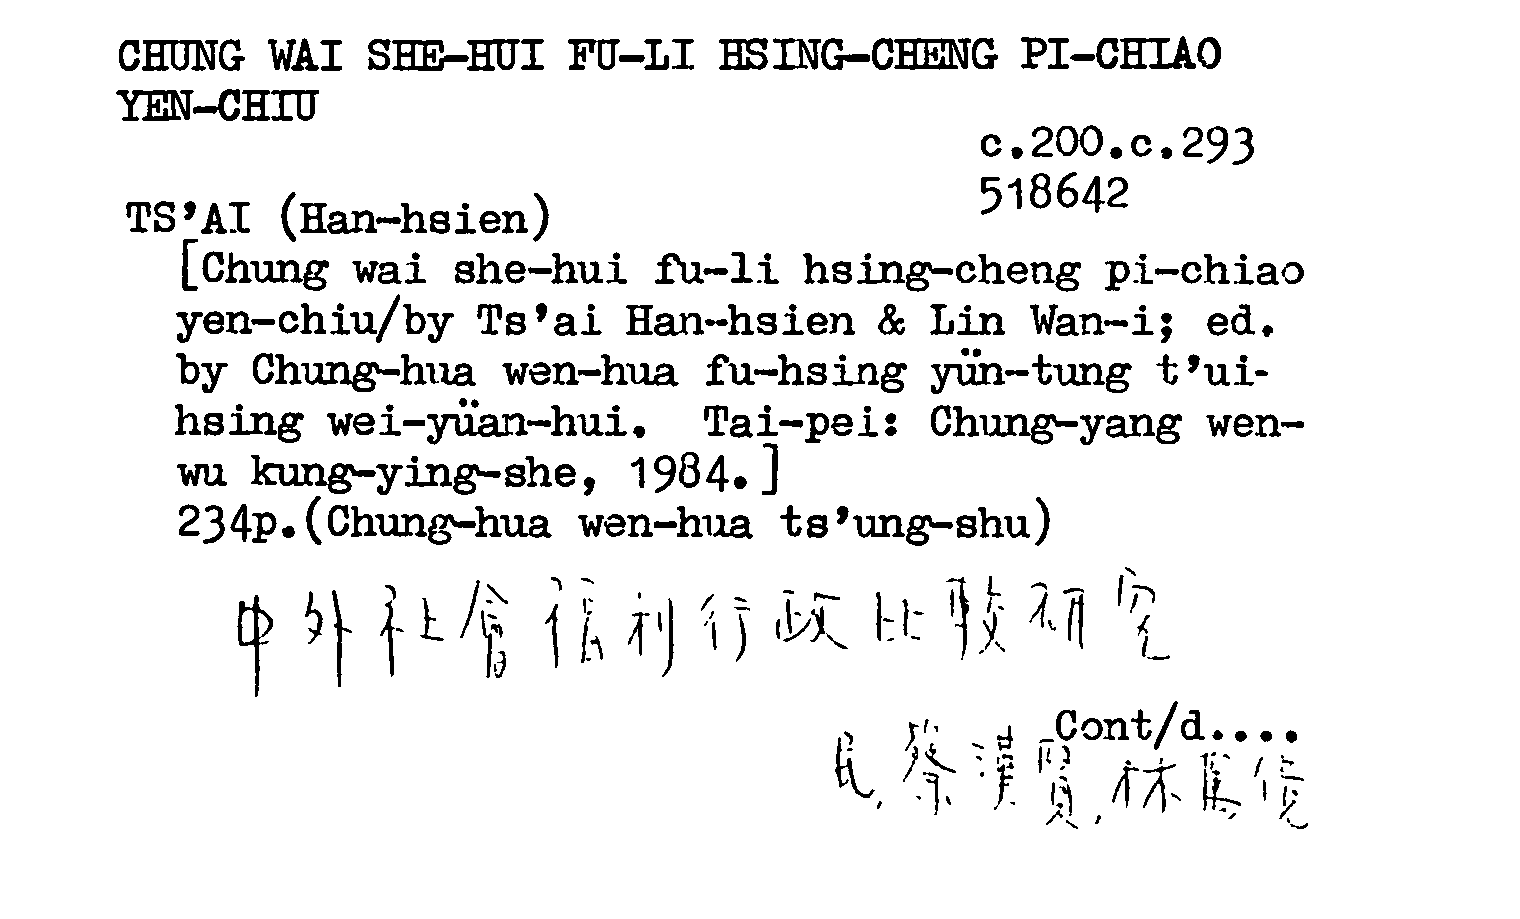 CHUNG WAI SHE-HUI FU-LI HSING-CHENG PI-CHIAO
YEN-CHIU
c.200.c.293
518642
TS'AI (Han-hsien)
[Chung wai she-hui fu-li hsing-cheng pi-chiao
yen-chiu/by Ts'ai Han-hsien & Lin Wan-i; ed.
by Chung-hua wen-hua fu-hsing yün-tung t'ui-
hsing wei-yüan-hui. Tai-pei: Chung-yang wen-
wu kung-ying-she, 1984.]
234p.(Chung-hua wen-hua ts'ung-shu)
中外社會福利行政比較研究
Cont/d....
民, 蔡漢賢, 林萬億